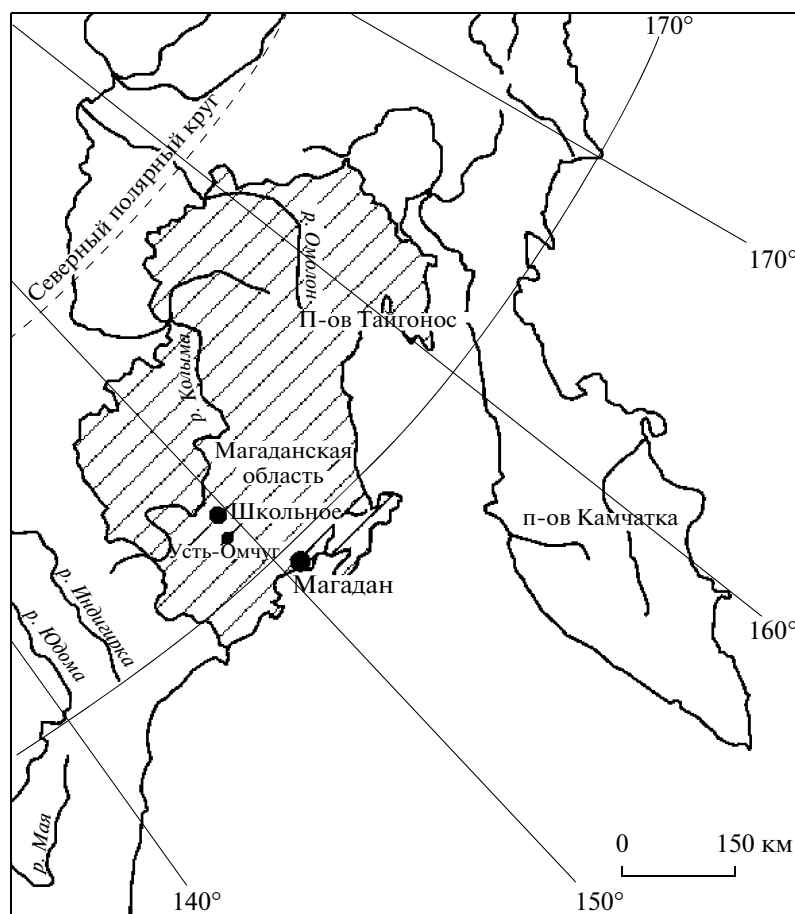 170°
Северный полярный круг
р. Омолон
170°
П-ов Тайгонос
р. Колыма
Магаданская
область
Школьное
п-ов Камчатка
Усть-Омчуг
Магадан
р. Индигирка
р. Юдома
160°
р. Мая
0 150 км
140°
150°